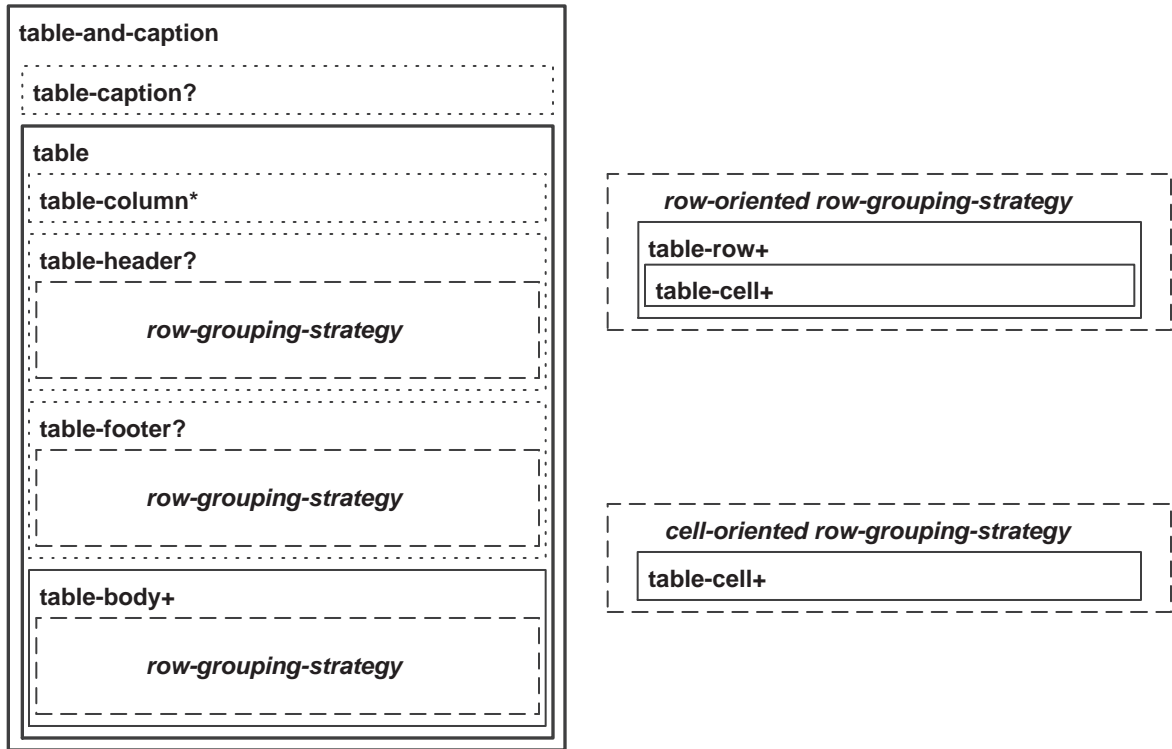 table-and-caption
table-caption?
table
table-column*
table-header?
row-grouping-strategy
table-footer?
row-grouping-strategy
table-body+
row-grouping-strategy
row-oriented row-grouping-strategy
table-row+
table-cell+
cell-oriented row-grouping-strategy
table-cell+